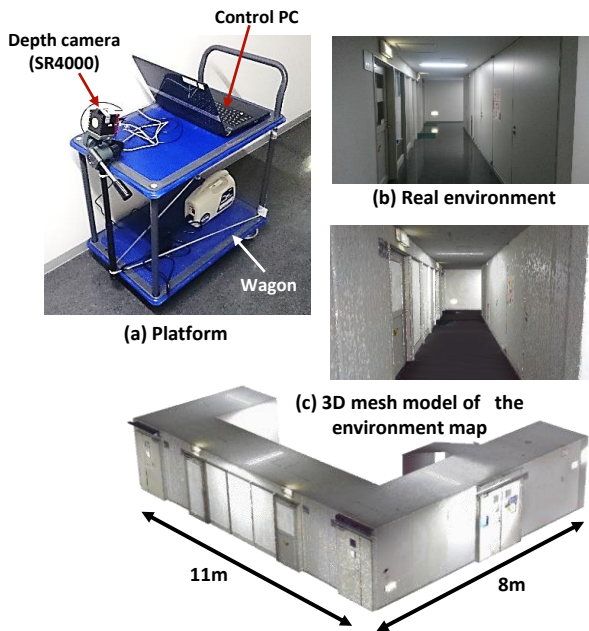 Control PC
Depth camera
(SR4000)
Wagon
(a) Platform
(b) Real environment
(c) 3D mesh model of the
environment map
11m
8m